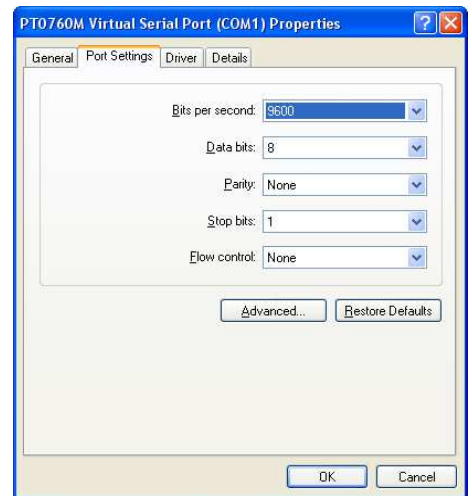 PT0760M Virtual Serial Port (COM1) Properties
General Port Settings Driver Details
Bits per second: 9600
Data bits: 8
Parity: None
Stop bits: 1
Flow control: None
Advanced... Restore Defaults
OK Cancel